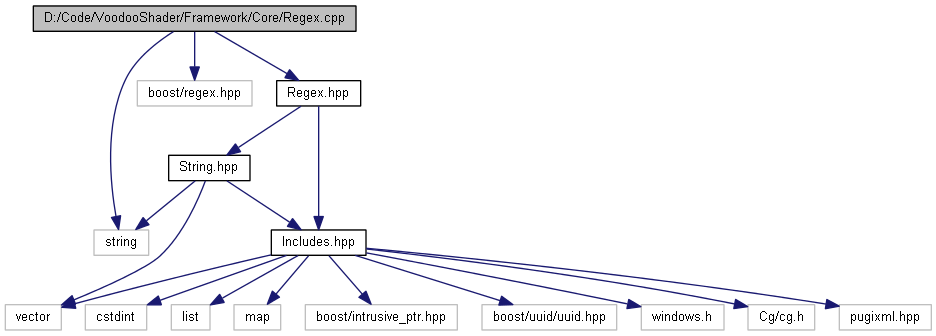 D:/Code/VoodooShader/Framework/Core/Regex.cpp
boost/regex.hpp
Regex.hpp
String.hpp
string
Includes.hpp
vector
cstdint
list
map
boost/intrusive_ptr.hpp
boost/uuid/uuid.hpp
windows.h
Cg/cg.h
pugixml.hpp